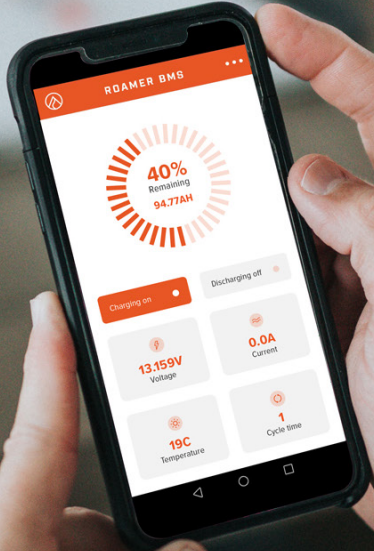 ROAMER BMS
40%
Remaining
94.77AH
Charging on
Discharging off
13.159V
Voltage
0.0A
Current
19C
Temperature
1
Cycle time